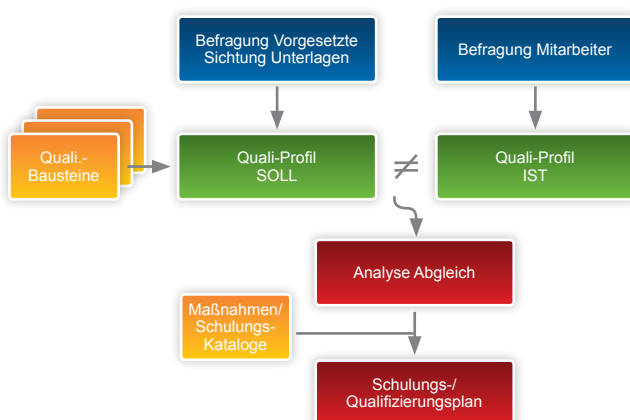 Befragung Vorgesetzte
Sichtung Unterlagen
Befragung Mitarbeiter
Quali.-
Bausteine
Quali-Profil
SOLL
≠
Quali-Profil
IST
Analyse Abgleich
Maßnahmen/
Schulungs-
Kataloge
Schulungs-/
Qualifizierungsplan